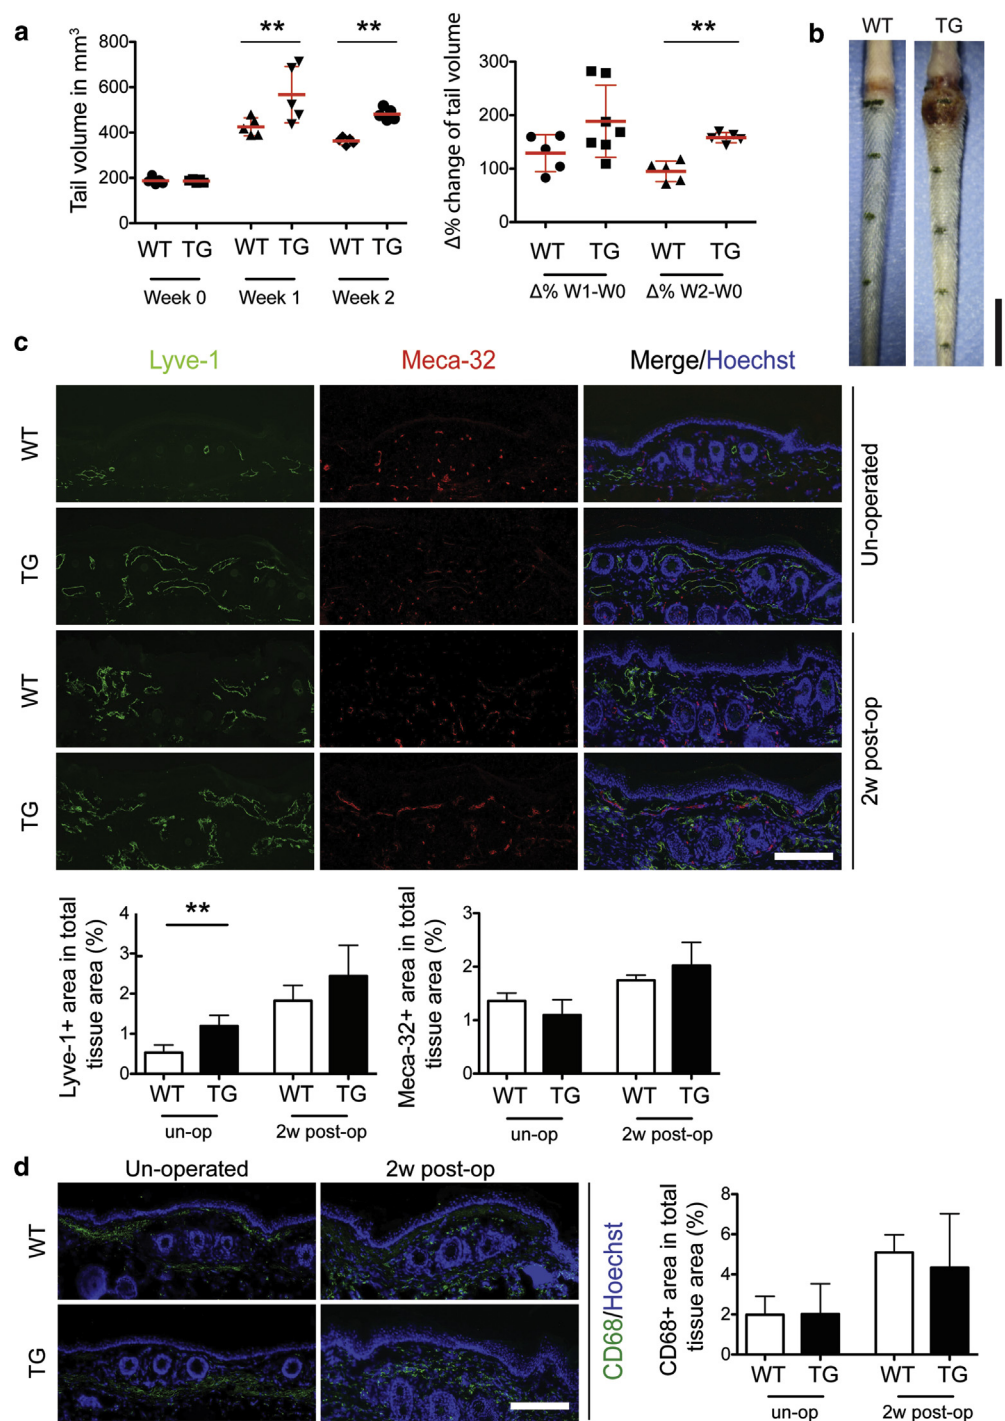 a
Tail volume in mm³
800
600
400
200
0
**
**
WT TG WT TG WT TG
Week 0 Week 1 Week 2
Δ% change of tail volume
300
200
100
0
**
WT TG WT TG
Δ% W1-W0 Δ% W2-W0
b
WT TG
c
Lyve-1 Meca-32 Merge/Hoechst
WT
TG
WT
TG
Un-operated
2w post-op
Lyve-1+ area in total
tissue area (%)
4
3
2
1
0
**
WT TG WT TG
un-op 2w post-op
Meca-32+ area in total
tissue area (%)
3
2
1
0
WT TG WT TG
un-op 2w post-op
d
Un-operated 2w post-op
WT
TG
CD68/Hoechst
CD68+ area in total
tissue area (%)
8
6
4
2
0
WT TG WT TG
un-op 2w post-op